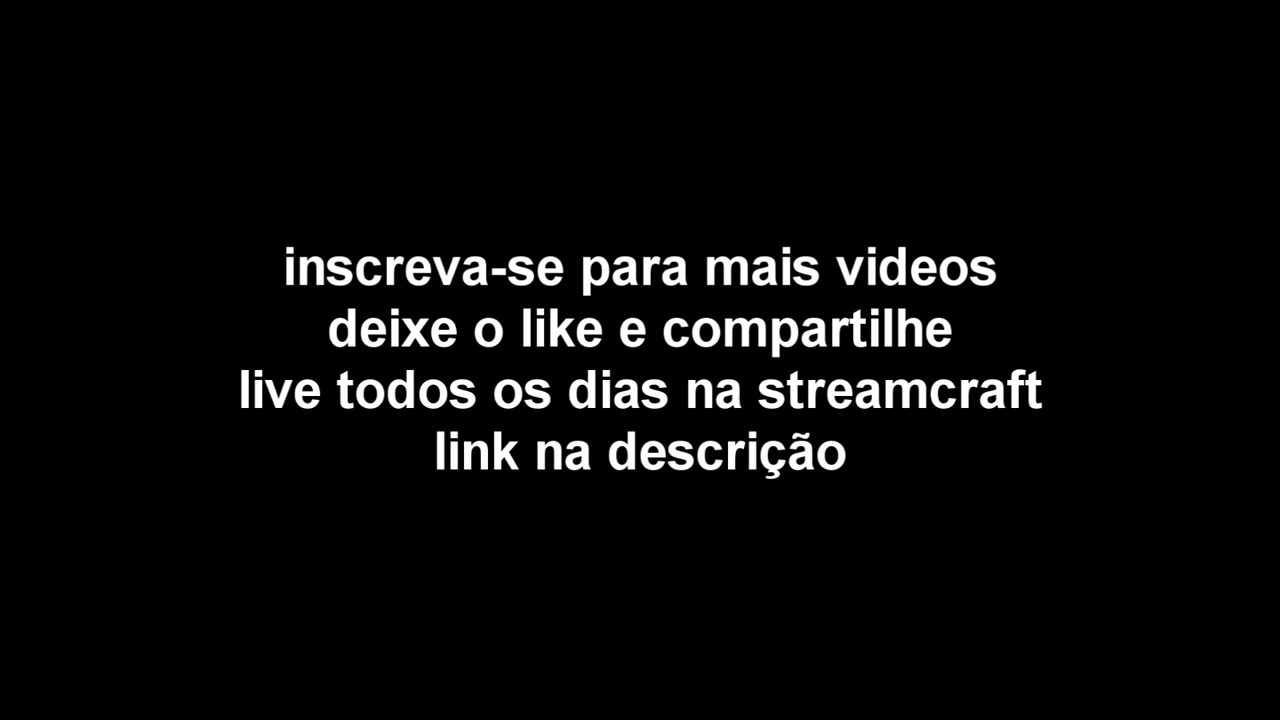 inscreva-se para mais videos
deixe o like e compartilhe
live todos os dias na streamcraft
link na descrição